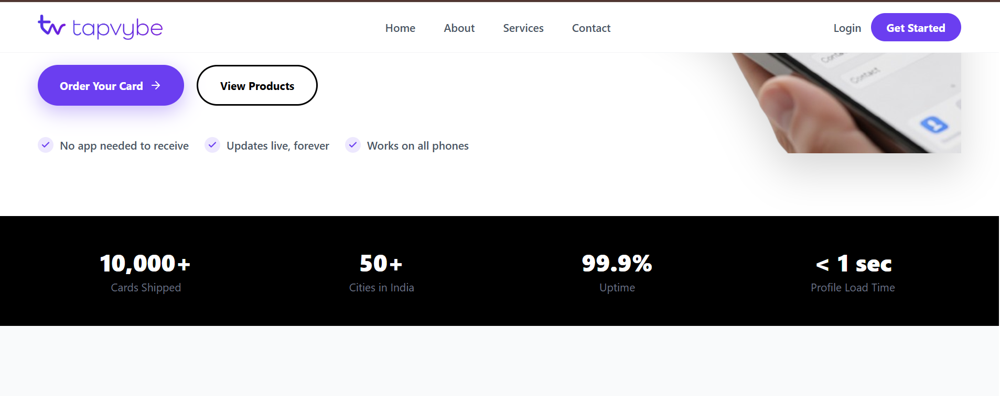 tw tapvybe
Home About Services Contact
Login Get Started
Order Your Card → View Products
No app needed to receive Updates live, forever Works on all phones
Contact
10,000+ 50+ 99.9% < 1 sec
Cards Shipped Cities in India Uptime Profile Load Time